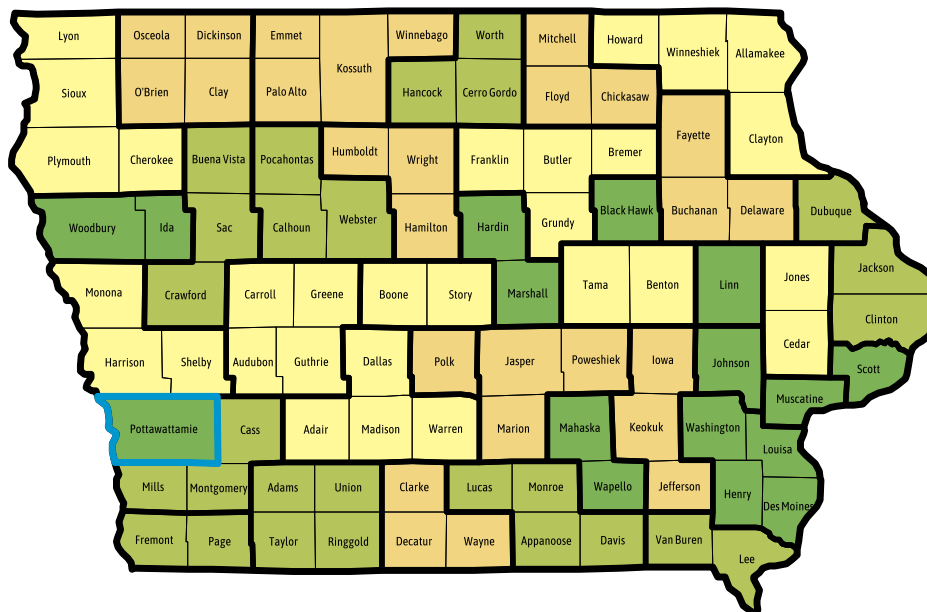 Lyon
Osceola
Dickinson
Emmet
Kossuth
Winnebago
Worth
Mitchell
Howard
Winneshiek
Allamakee
Sioux
O'Brien
Clay
Palo Alto
Hancock
Cerro Gordo
Floyd
Chickasaw
Fayette
Clayton
Plymouth
Cherokee
Buena Vista
Pocahontas
Humboldt
Wright
Franklin
Butler
Bremer
Woodbury
Ida
Sac
Calhoun
Webster
Hamilton
Hardin
Grundy
Black Hawk
Buchanan
Delaware
Dubuque
Monona
Crawford
Carroll
Greene
Boone
Story
Marshall
Tama
Benton
Linn
Jones
Jackson
Clinton
Harrison
Shelby
Audubon
Guthrie
Dallas
Polk
Jasper
Poweshiek
Iowa
Johnson
Cedar
Scott
Muscatine
Pottawattamie
Cass
Adair
Madison
Warren
Marion
Mahaska
Keokuk
Washington
Louisa
Mills
Montgomery
Adams
Union
Clarke
Lucas
Monroe
Wapello
Jefferson
Henry
Des Moines
Fremont
Page
Taylor
Ringgold
Decatur
Wayne
Appanoose
Davis
Van Buren
Lee